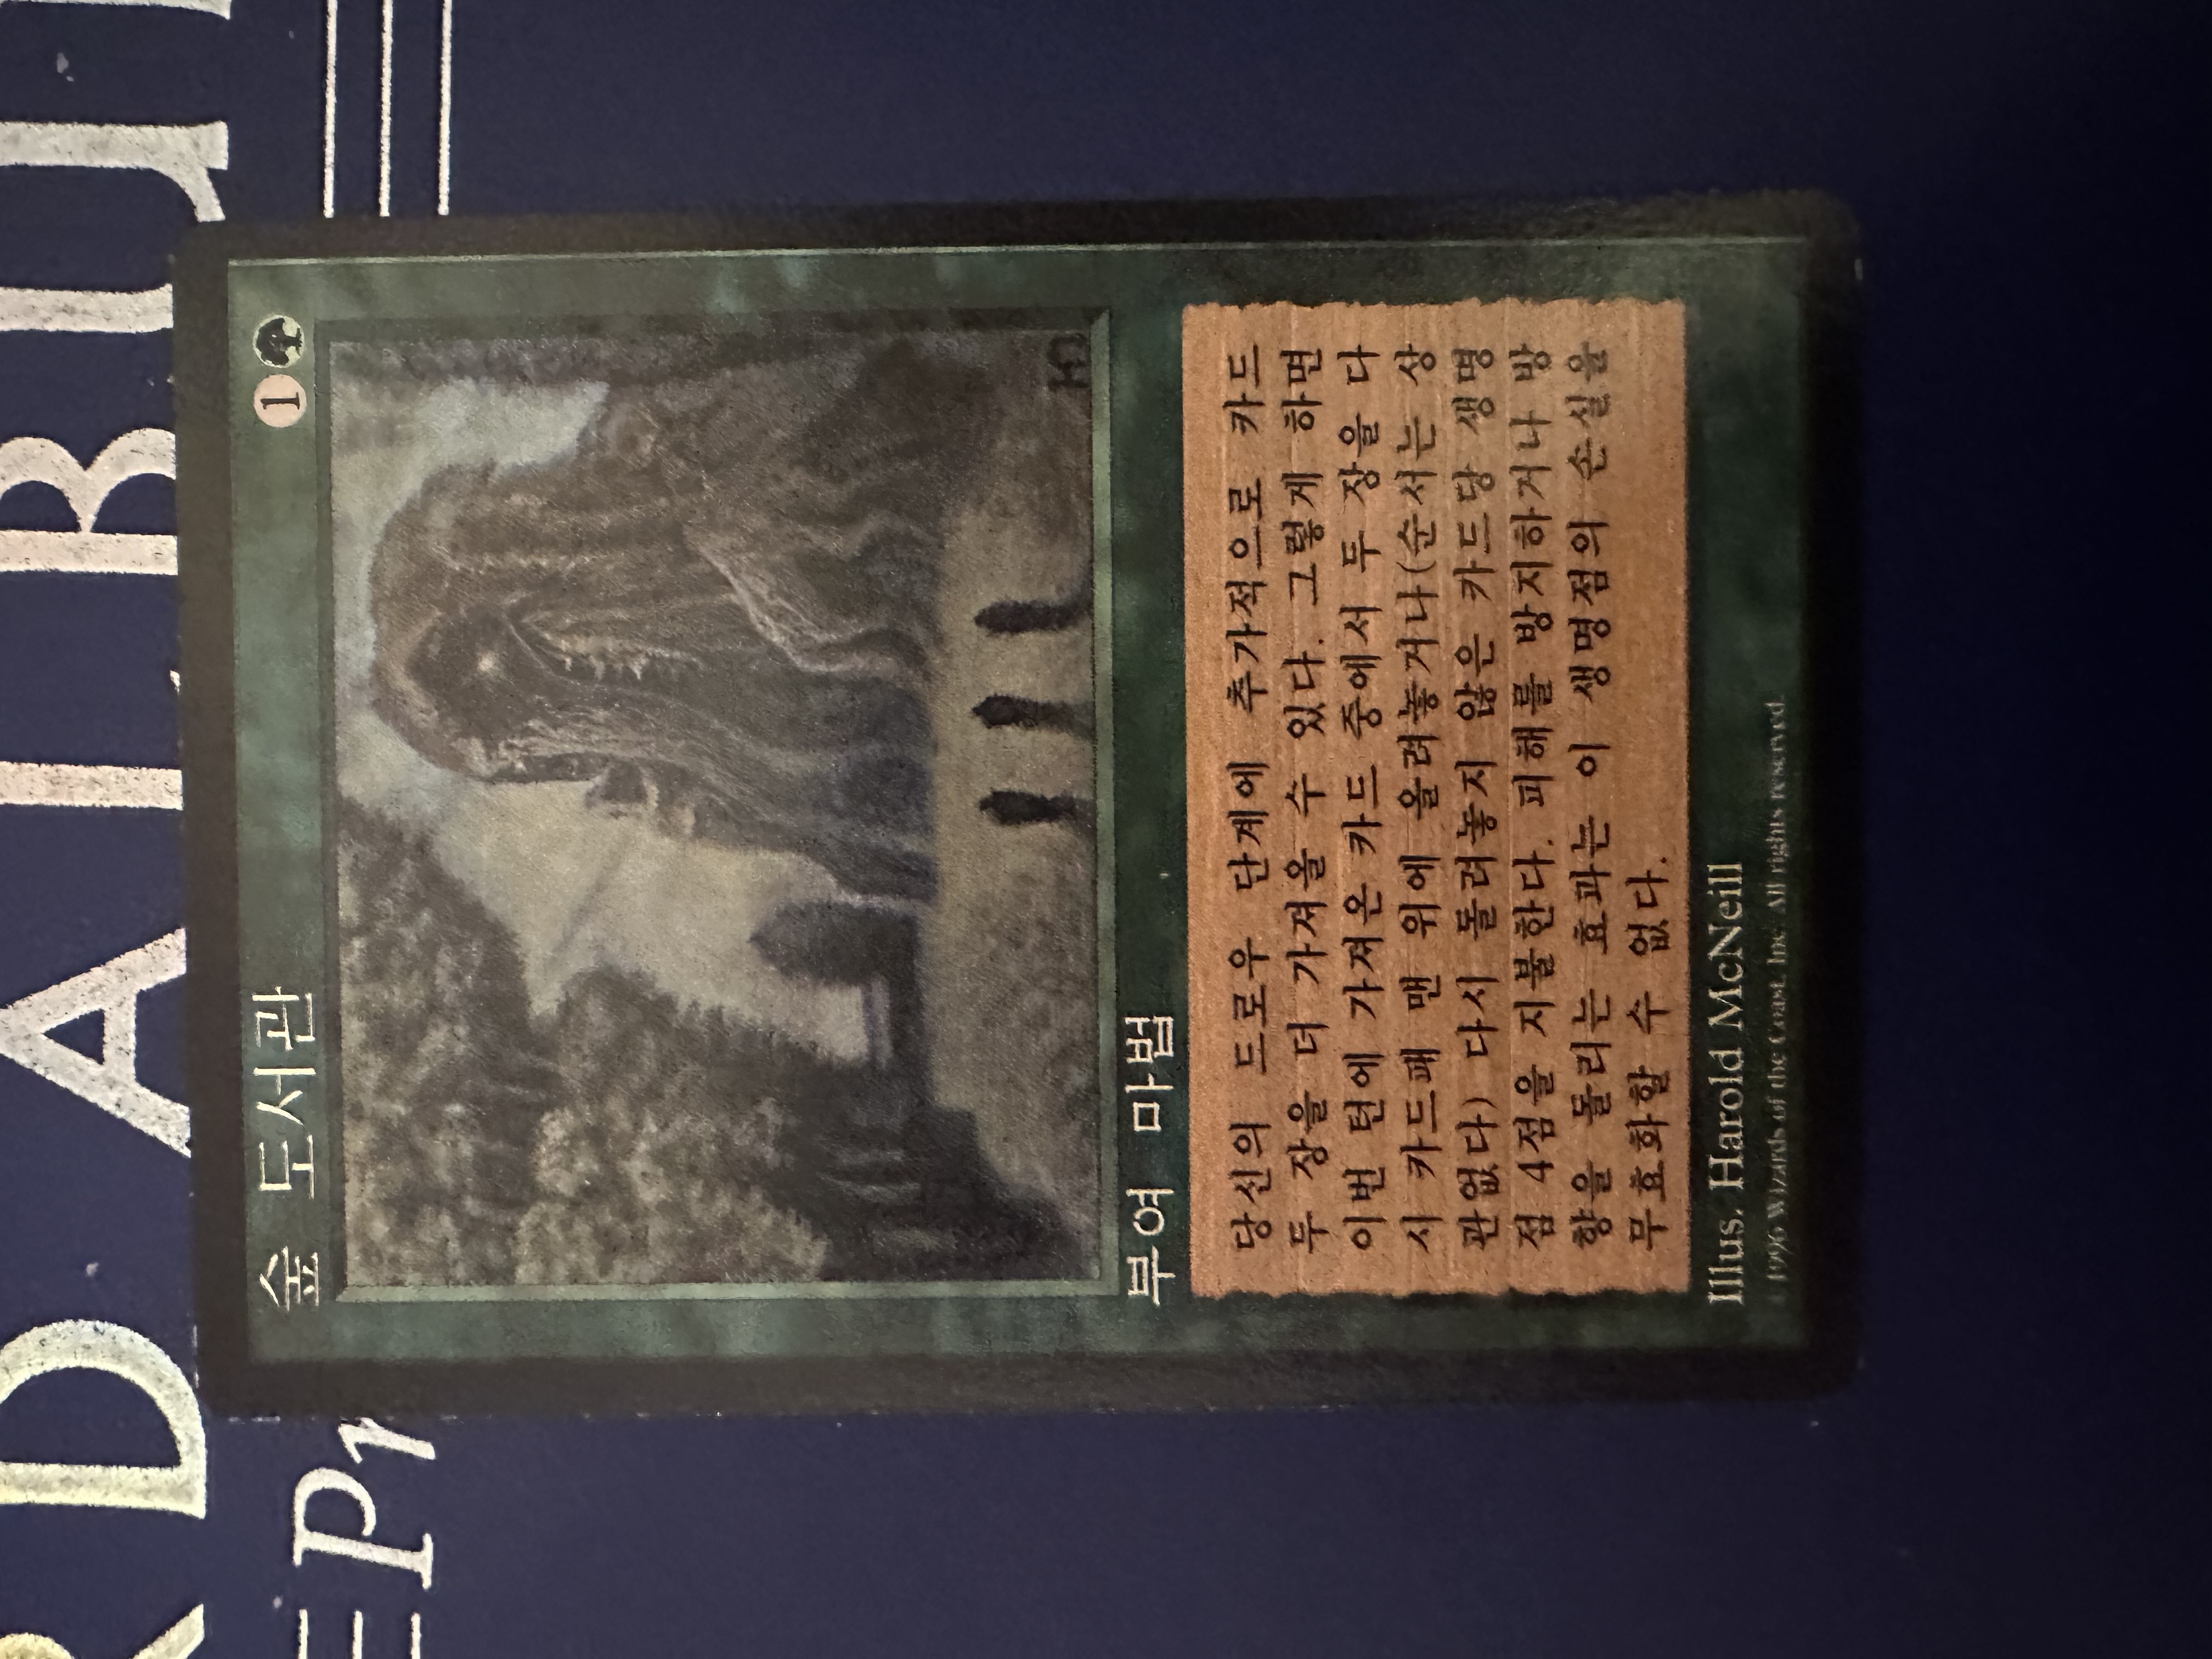 RD ALBU
EPr
숲 도서관
1
부여 마법
당신의 드로우 단계에 추가적으로 카드
두 장을 더 가져올 수 있다. 그렇게 하면
이번 턴에 가져온 카드 중에서 두 장을 다
시 카드패 맨 위에 올려놓거나(순서는 상
관없다) 다시 돌려놓지 않은 카드당 생명
점 4점을 지불한다. 피해를 방지하거나 방
향을 돌리는 효과는 이 생명점의 손실을
무효화할 수 없다.
Illus. Harold McNeill
© 1996 Wizards of the Coast, Inc. All rights reserved.